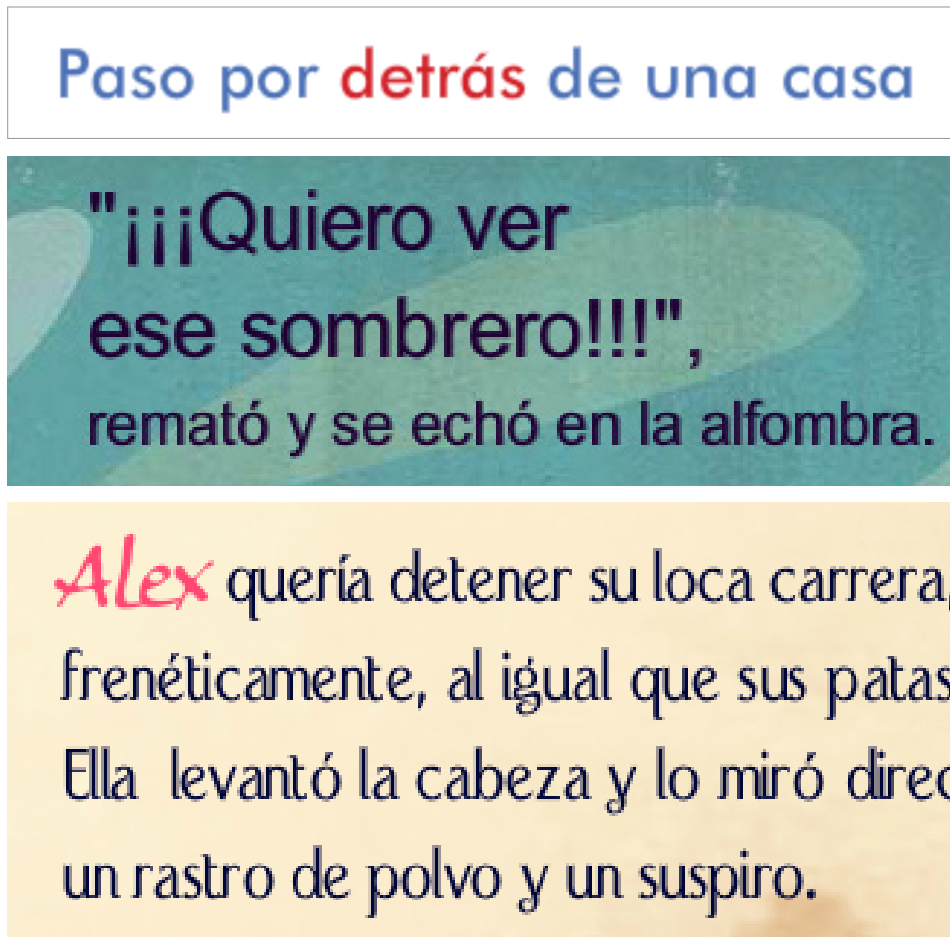 Paso por detrás de una casa
"¡¡¡Quiero ver
ese sombrero!!!",
remató y se echó en la alfombra.
Alex quería detener su loca carrera,
frenéticamente, al igual que sus patas
Ella levantó la cabeza y lo miró
un rastro de polvo y un suspiro.